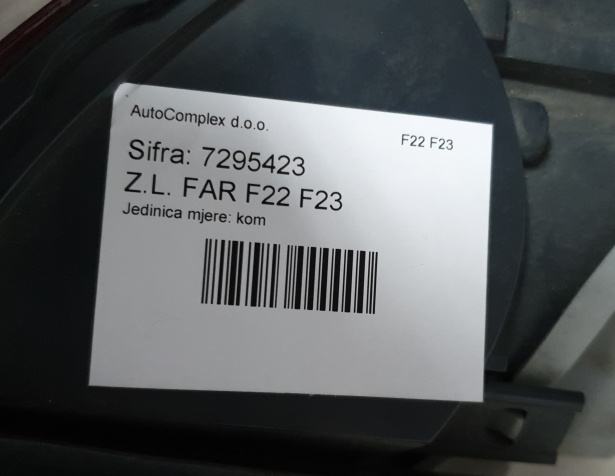 AutoComplex d.o.o.
F22 F23
Sifra: 7295423
Z.L. FAR F22 F23
Jedinica mjere: kom